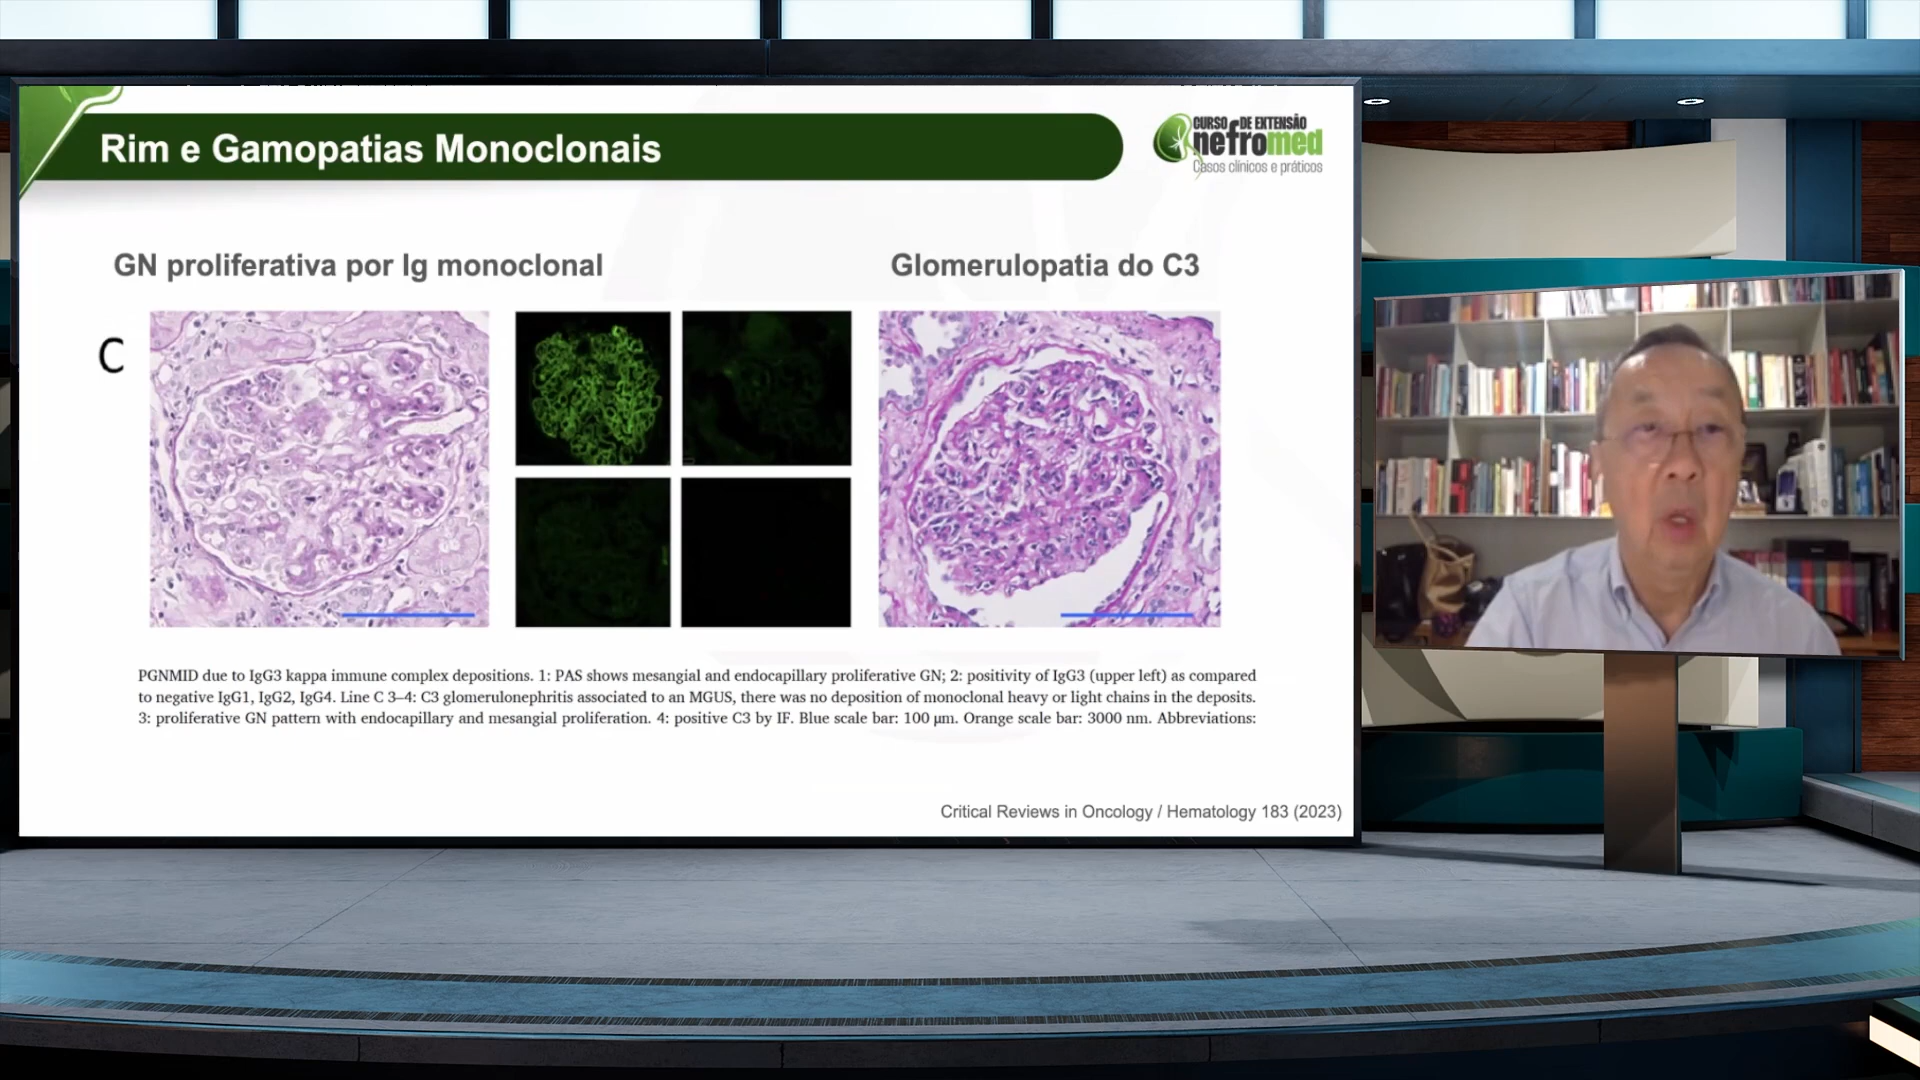 Rim e Gamopatias Monoclonais
CURSO DE EXTENSÃO
nefromed
Casos clínicos e práticos
GN proliferativa por Ig monoclonal
Glomerulopatia do C3
C
PGNMID due to IgG3 kappa immune complex depositions. 1: PAS shows mesangial and endocapillary proliferative GN; 2: positivity of IgG3 (upper left) as compared
to negative IgG1, IgG2, IgG4. Line C 3–4: C3 glomerulonephritis associated to an MGUS, there was no deposition of monoclonal heavy or light chains in the deposits.
3: proliferative GN pattern with endocapillary and mesangial proliferation. 4: positive C3 by IF. Blue scale bar: 100 μm. Orange scale bar: 3000 nm. Abbreviations:
Critical Reviews in Oncology / Hematology 183 (2023)